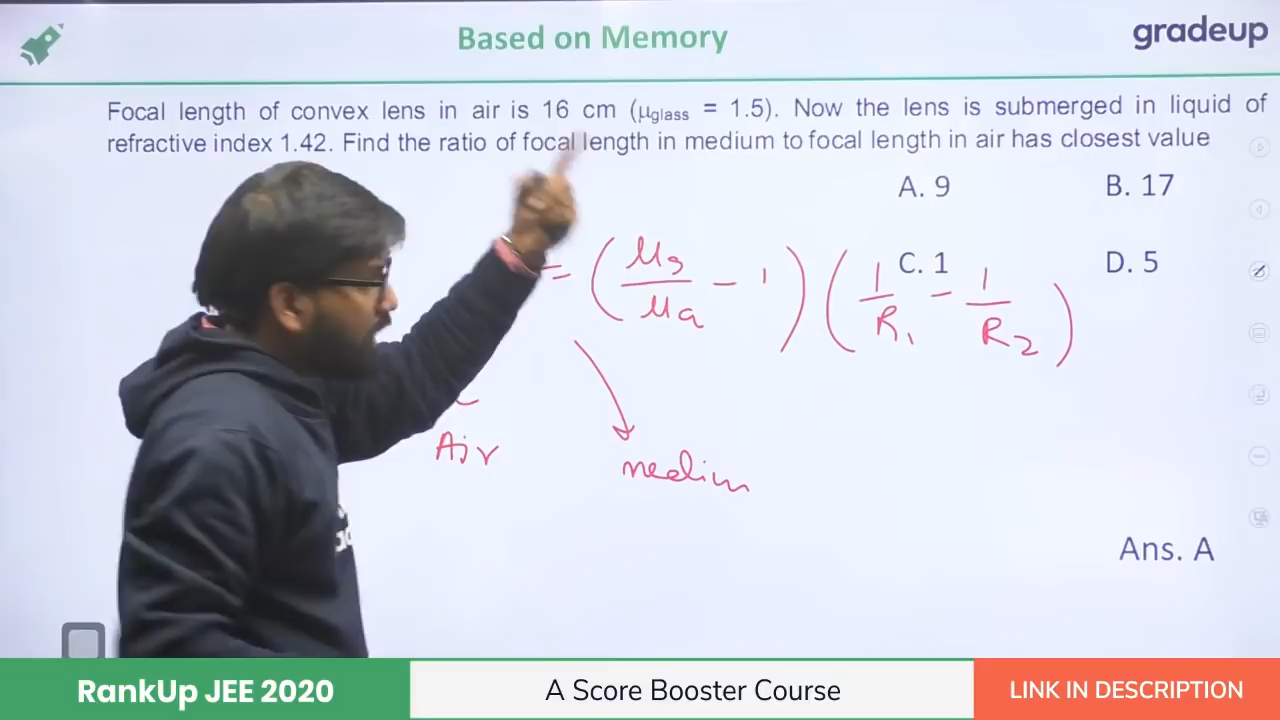 Based on Memory
gradeup
Focal length of convex lens in air is 16 cm (μglass = 1.5). Now the lens is submerged in liquid of
refractive index 1.42. Find the ratio of focal length in medium to focal length in air has closest value
A. 9 B. 17
C. 1 D. 5
= (μg/μa - 1) (1/R1 - 1/R2)
Air
medium
Ans. A
RankUp JEE 2020
A Score Booster Course
LINK IN DESCRIPTION